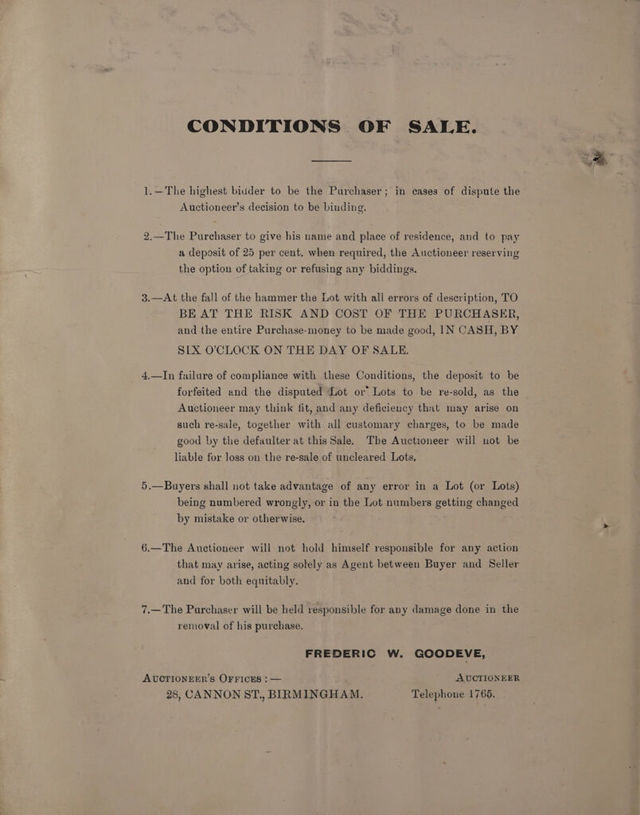 CONDITIONS OF SALE.
1.—The highest bidder to be the Purchaser; in cases of dispute the
Auctioneer's decision to be binding.
2.—The Purchaser to give his name and place of residence, and to pay
a deposit of 25 per cent. when required, the Auctioneer reserving
the option of taking or refusing any biddings.
3.—At the fall of the hammer the Lot with all errors of description, TO
BE AT THE RISK AND COST OF THE PURCHASER,
and the entire Purchase-money to be made good, IN CASH, BY
SIX O'CLOCK ON THE DAY OF SALE.
4.—In failure of compliance with these Conditions, the deposit to be
forfeited and the disputed Lot or Lots to be re-sold, as the
Auctioneer may think fit, and any deficiency that may arise on
such re-sale, together with all customary charges, to be made
good by the defaulter at this Sale. The Auctioneer will not be
liable for loss on the re-sale of uncleared Lots.
5.—Buyers shall not take advantage of any error in a Lot (or Lots)
being numbered wrongly, or in the Lot numbers getting changed
by mistake or otherwise.
6.—The Auctioneer will not hold himself responsible for any action
that may arise, acting solely as Agent between Buyer and Seller
and for both equitably.
7.—The Purchaser will be held responsible for any damage done in the
removal of his purchase.
FREDERIC W. GOODEVE,
AUCTIONEER'S OFFICES:— AUCTIONEER
28, CANNON ST., BIRMINGHAM. Telephone 1765.